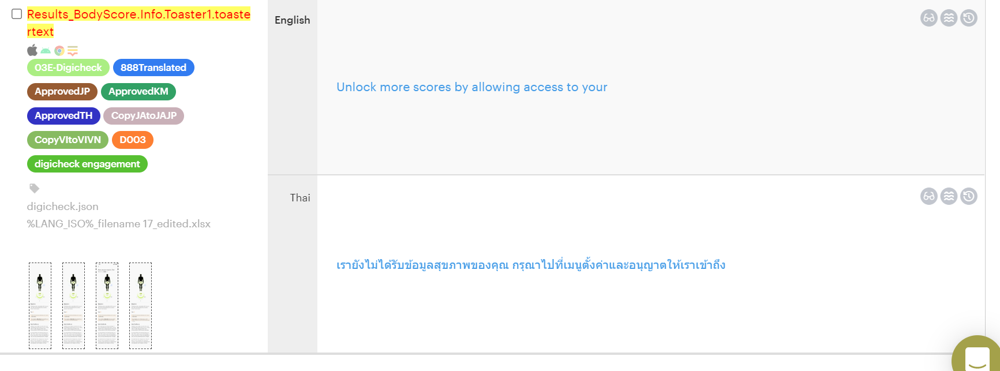 Results_BodyScore.Info.Toaster1.toaste
rtext
03E-Digicheck
888Translated
ApprovedJP
ApprovedKM
ApprovedTH
CopyJAtoJAJP
CopyVItoVIVN
D003
digicheck engagement
digicheck.json
%LANG_ISO%_filename 17_edited.xlsx
English
Unlock more scores by allowing access to your
Thai
เรายังไม่ได้รับข้อมูลสุขภาพของคุณ กรุณาไปที่เมนูตั้งค่าและอนุญาตให้เราเข้าถึง